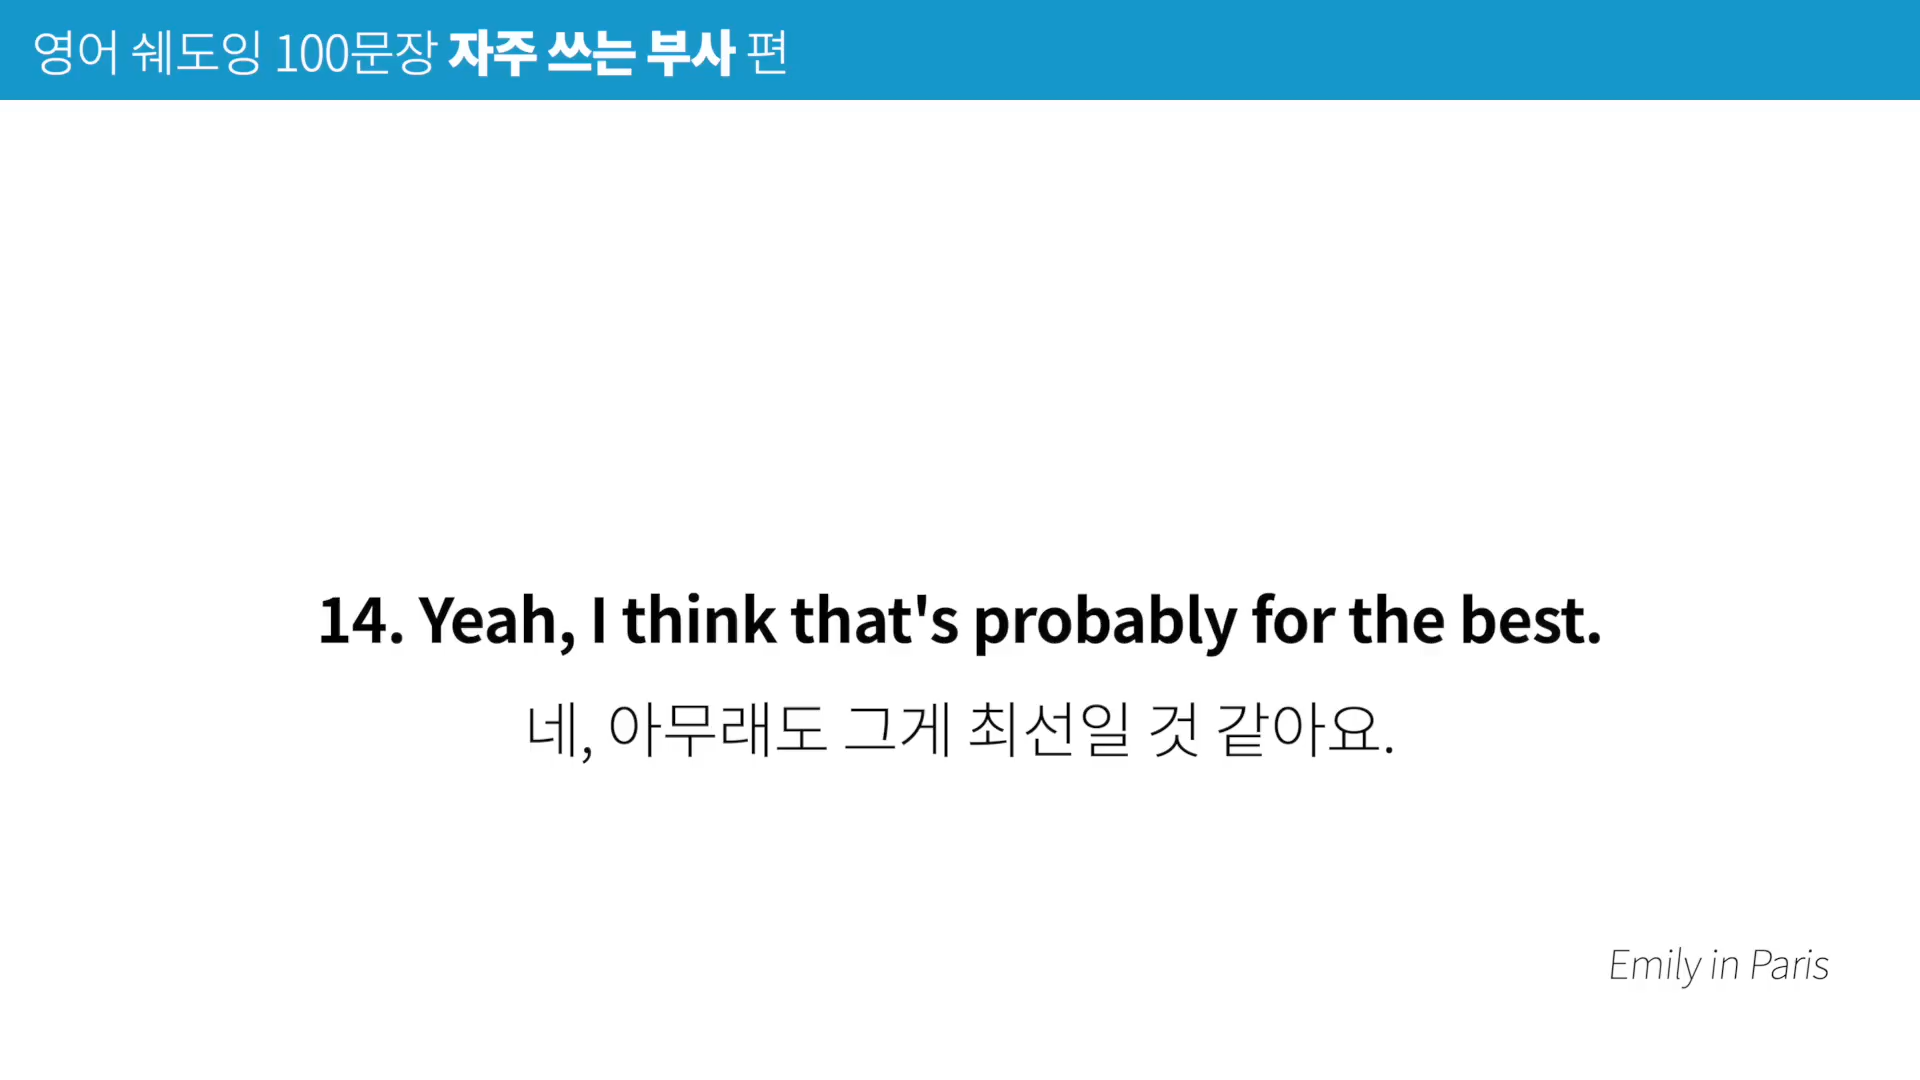 영어 쉐도잉 100문장 자주 쓰는 부사 편
14. Yeah, I think that's probably for the best.
네, 아무래도 그게 최선일 것 같아요.
Emily in Paris